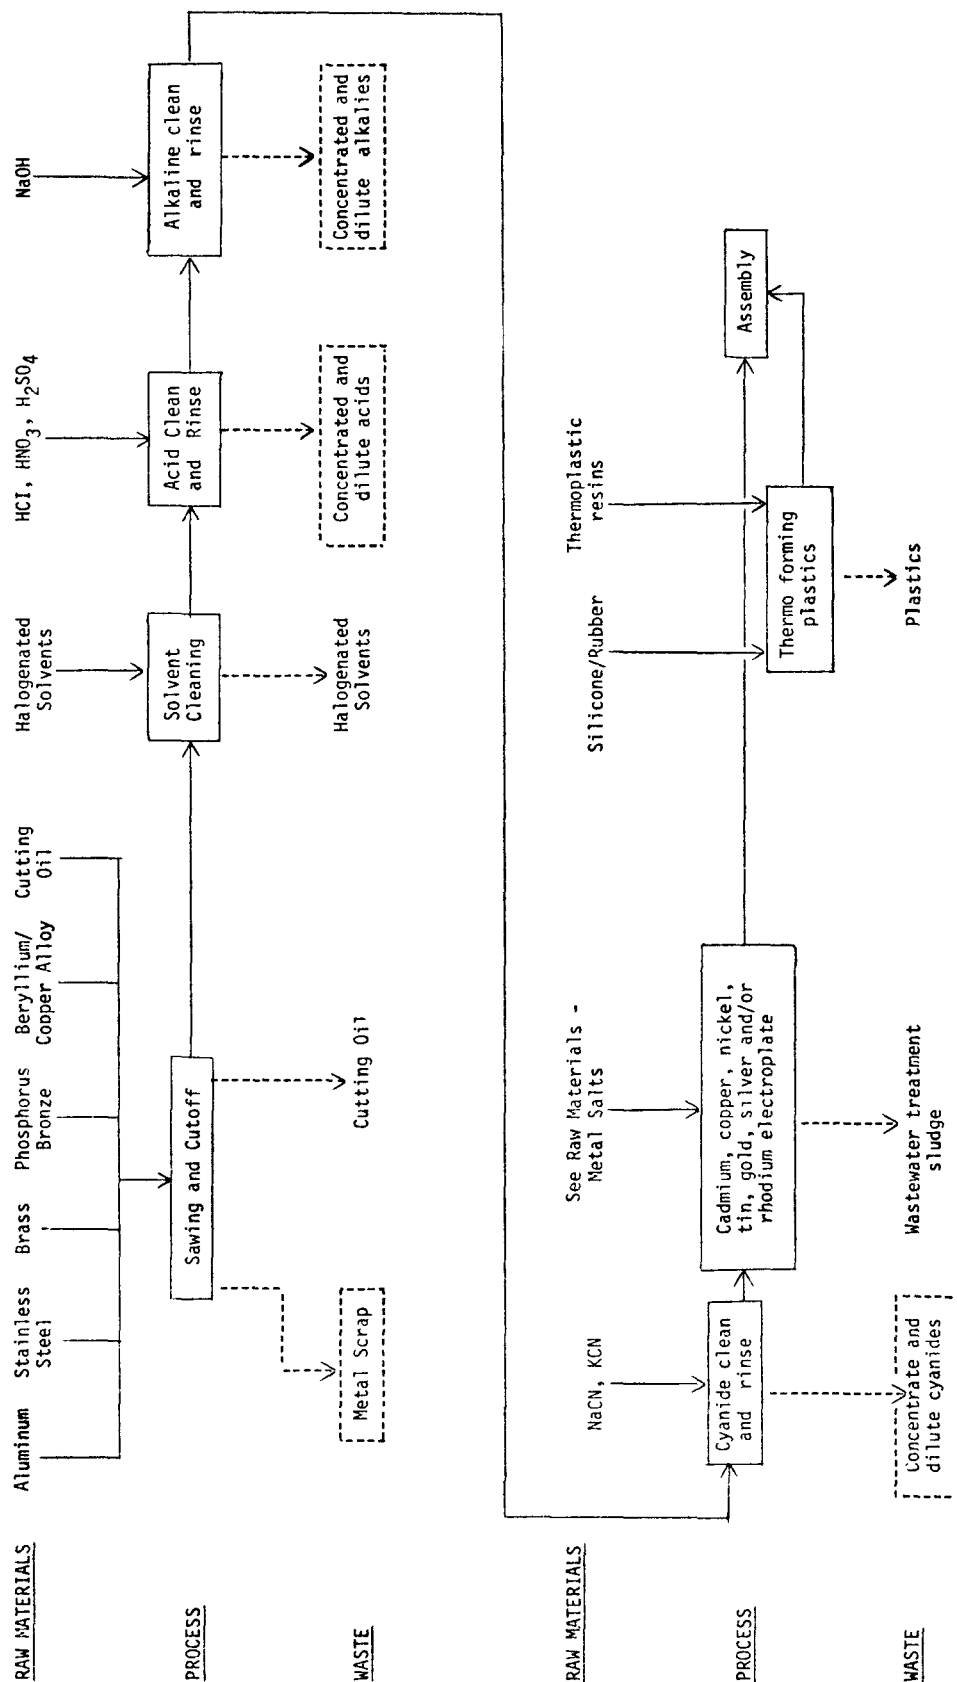 RAW MATERIALS
Aluminum
Stainless
Steel
Brass
Phosphorus
Bronze
Beryllium/
Copper Alloy
Cutting
Oil
Halogenated
Solvents
HCI, HNO3, H2SO4
NaOH
PROCESS
Sawing and Cutoff
Solvent
Cleaning
Acid Clean
and Rinse
Alkaline clean
and rinse
WASTE
Metal Scrap
Cutting Oil
Halogenated
Solvents
Concentrated and
dilute acids
Concentrated and
dilute alkalies
RAW MATERIALS
NaCN, KCN
See Raw Materials -
Metal Salts
Silicone/Rubber
Thermoplastic
resins
PROCESS
Cyanide clean
and rinse
Cadmium, copper, nickel,
tin, gold, silver and/or
rhodium electroplate
Thermo forming
plastics
Assembly
WASTE
Concentrate and
dilute cyanides
Wastewater treatment
sludge
Plastics